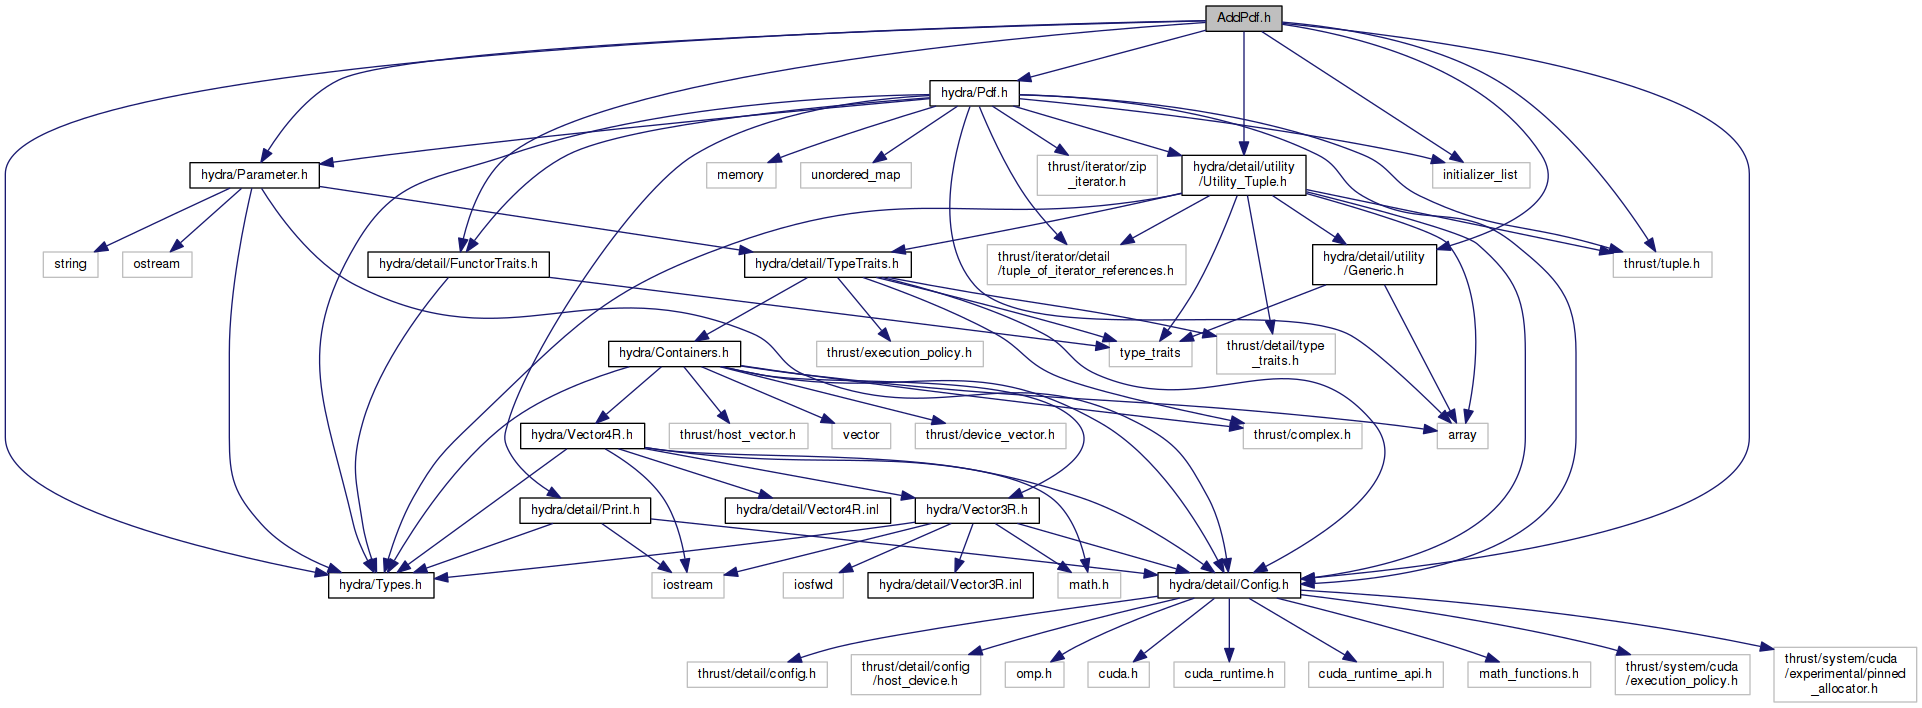 AddPdf.h
hydra/Pdf.h
hydra/Parameter.h
memory
unordered_map
thrust/iterator/zip
_iterator.h
hydra/detail/utility
/Utility_Tuple.h
initializer_list
string
ostream
hydra/detail/FunctorTraits.h
hydra/detail/TypeTraits.h
thrust/iterator/detail
/tuple_of_iterator_references.h
hydra/detail/utility
/Generic.h
thrust/tuple.h
hydra/Containers.h
thrust/execution_policy.h
type_traits
thrust/detail/type
_traits.h
hydra/Vector4R.h
thrust/host_vector.h
vector
thrust/device_vector.h
thrust/complex.h
array
hydra/detail/Print.h
hydra/detail/Vector4R.inl
hydra/Vector3R.h
hydra/Types.h
iostream
iosfwd
hydra/detail/Vector3R.inl
math.h
hydra/detail/Config.h
thrust/detail/config.h
thrust/detail/config
/host_device.h
omp.h
cuda.h
cuda_runtime.h
cuda_runtime_api.h
math_functions.h
thrust/system/cuda
/execution_policy.h
thrust/system/cuda
/experimental/pinned
_allocator.h